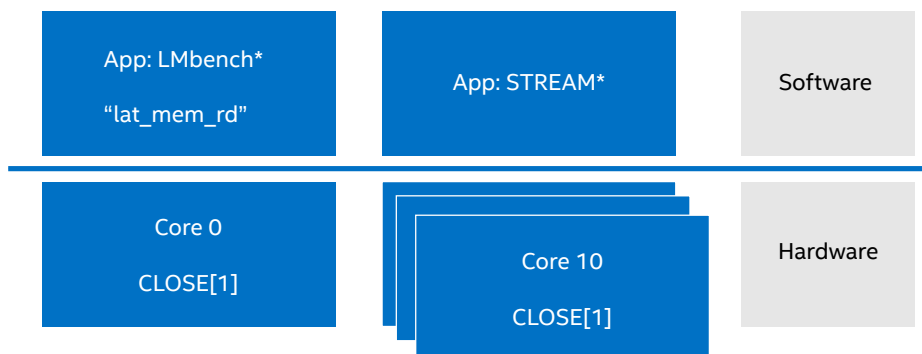 App: LMbench*
“lat_mem_rd”
App: STREAM*
Software
Core 0
CLOSE[1]
Core 10
CLOSE[1]
Hardware